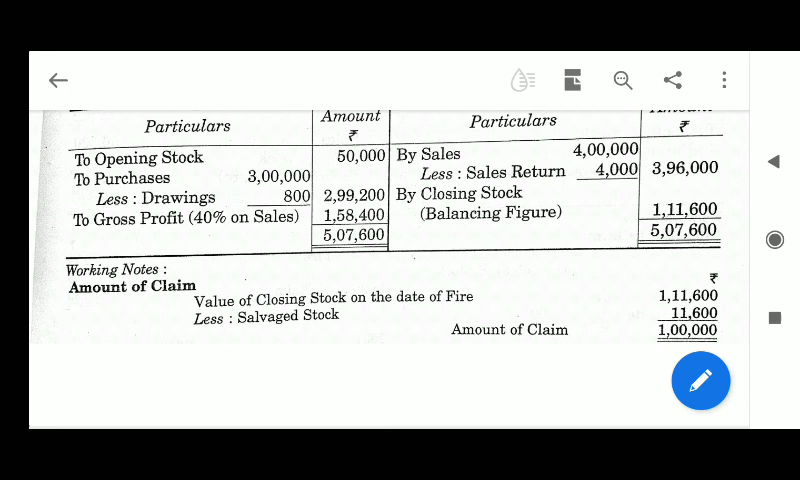 Particulars Amount Particulars
₹ ₹
To Opening Stock 50,000 By Sales 4,00,000
To Purchases 3,00,000 Less : Sales Return 4,000 3,96,000
Less : Drawings 800 2,99,200 By Closing Stock
To Gross Profit (40% on Sales) 1,58,400 (Balancing Figure) 1,11,600
5,07,600 5,07,600
Working Notes :
Amount of Claim ₹
Value of Closing Stock on the date of Fire 1,11,600
Less : Salvaged Stock 11,600
Amount of Claim 1,00,000